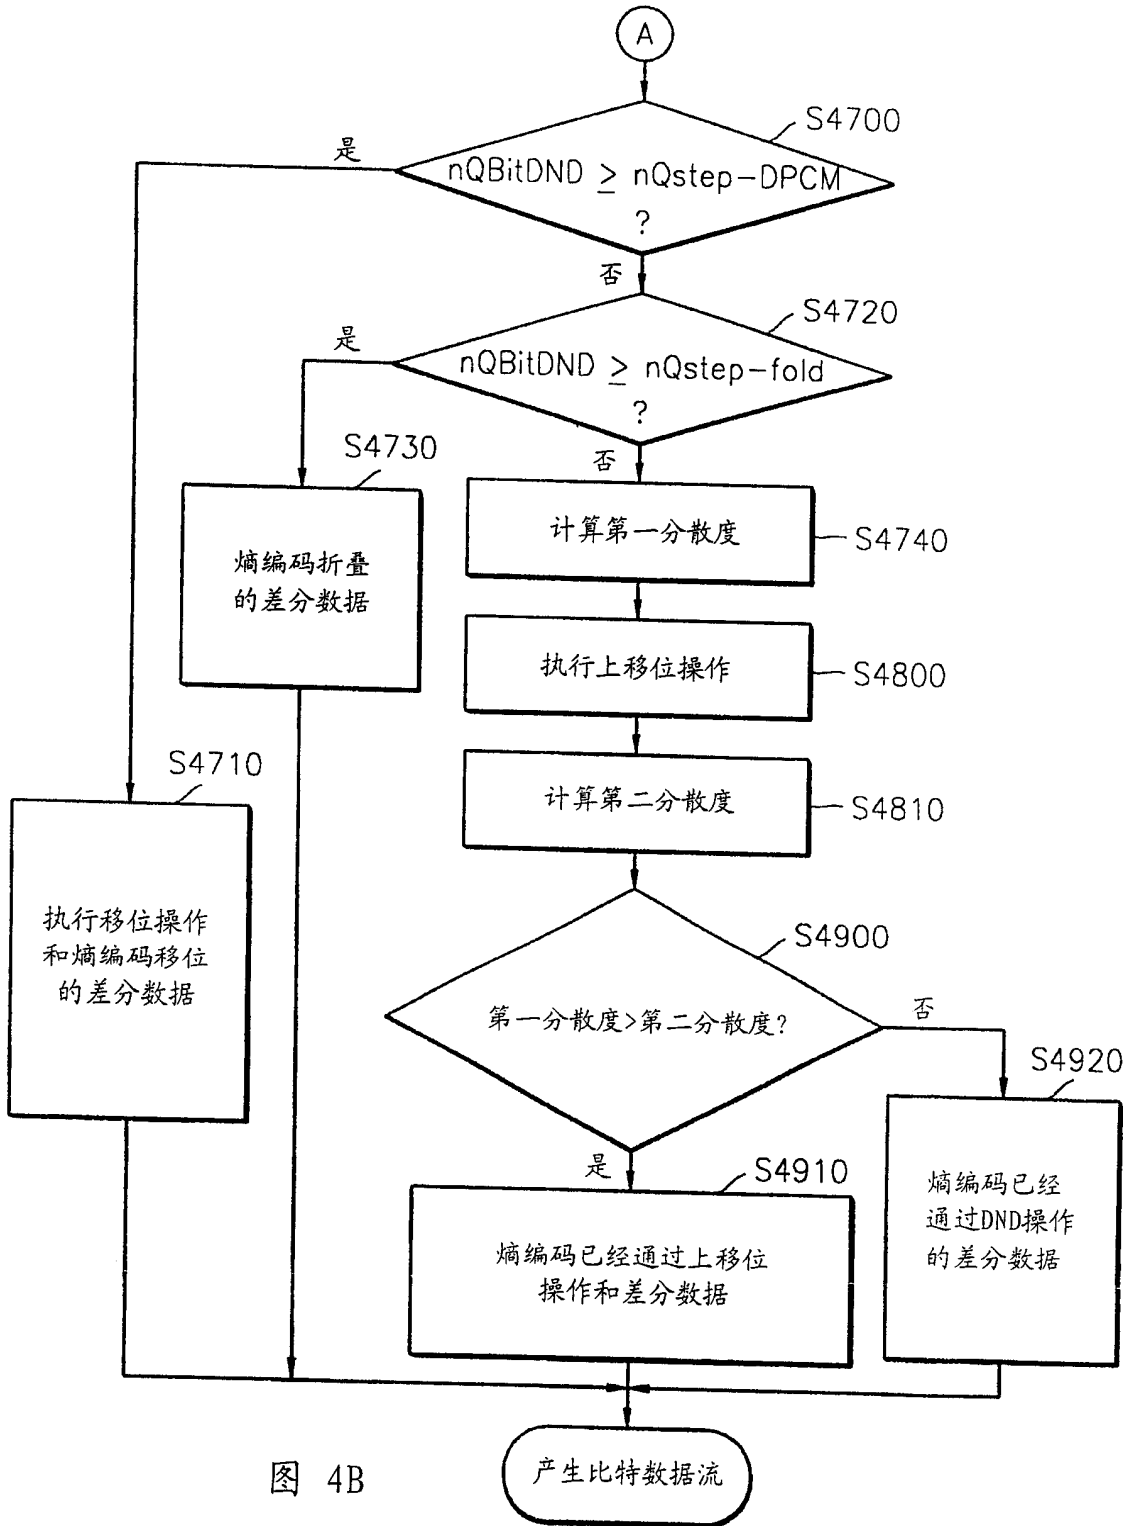 A
S4700
是
nQBitDND ≥ nQstep-DPCM
?
否
S4720
是
nQBitDND ≥ nQstep-fold
?
否
S4730
熵编码折叠
的差分数据
计算第一分散度
S4740
执行上移位操作
S4800
S4710
计算第二分散度
S4810
执行移位操作
和熵编码移位
的差分数据
S4900
第一分散度>第二分散度?
否
S4920
是
S4910
熵编码已经
通过DND操作
的差分数据
熵编码已经通过上移位
操作和差分数据
产生比特数据流
图 4B